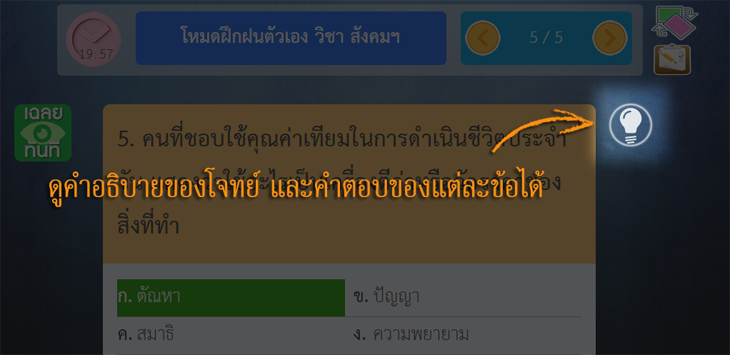 19:57
โหมดฝึกฝนตัวเอง วิชา สังคมฯ
5 / 5
เฉลย
ทันที
5. คนที่ชอบใช้คุณค่าเทียมในการดำเนินชีวิตประจำ
ดูคำอธิบายของโจทย์ และคำตอบของแต่ละข้อได้
สิ่งที่ทำ
ก. ตัณหา
ข. ปัญญา
ค. สมาธิ
ง. ความพยายาม